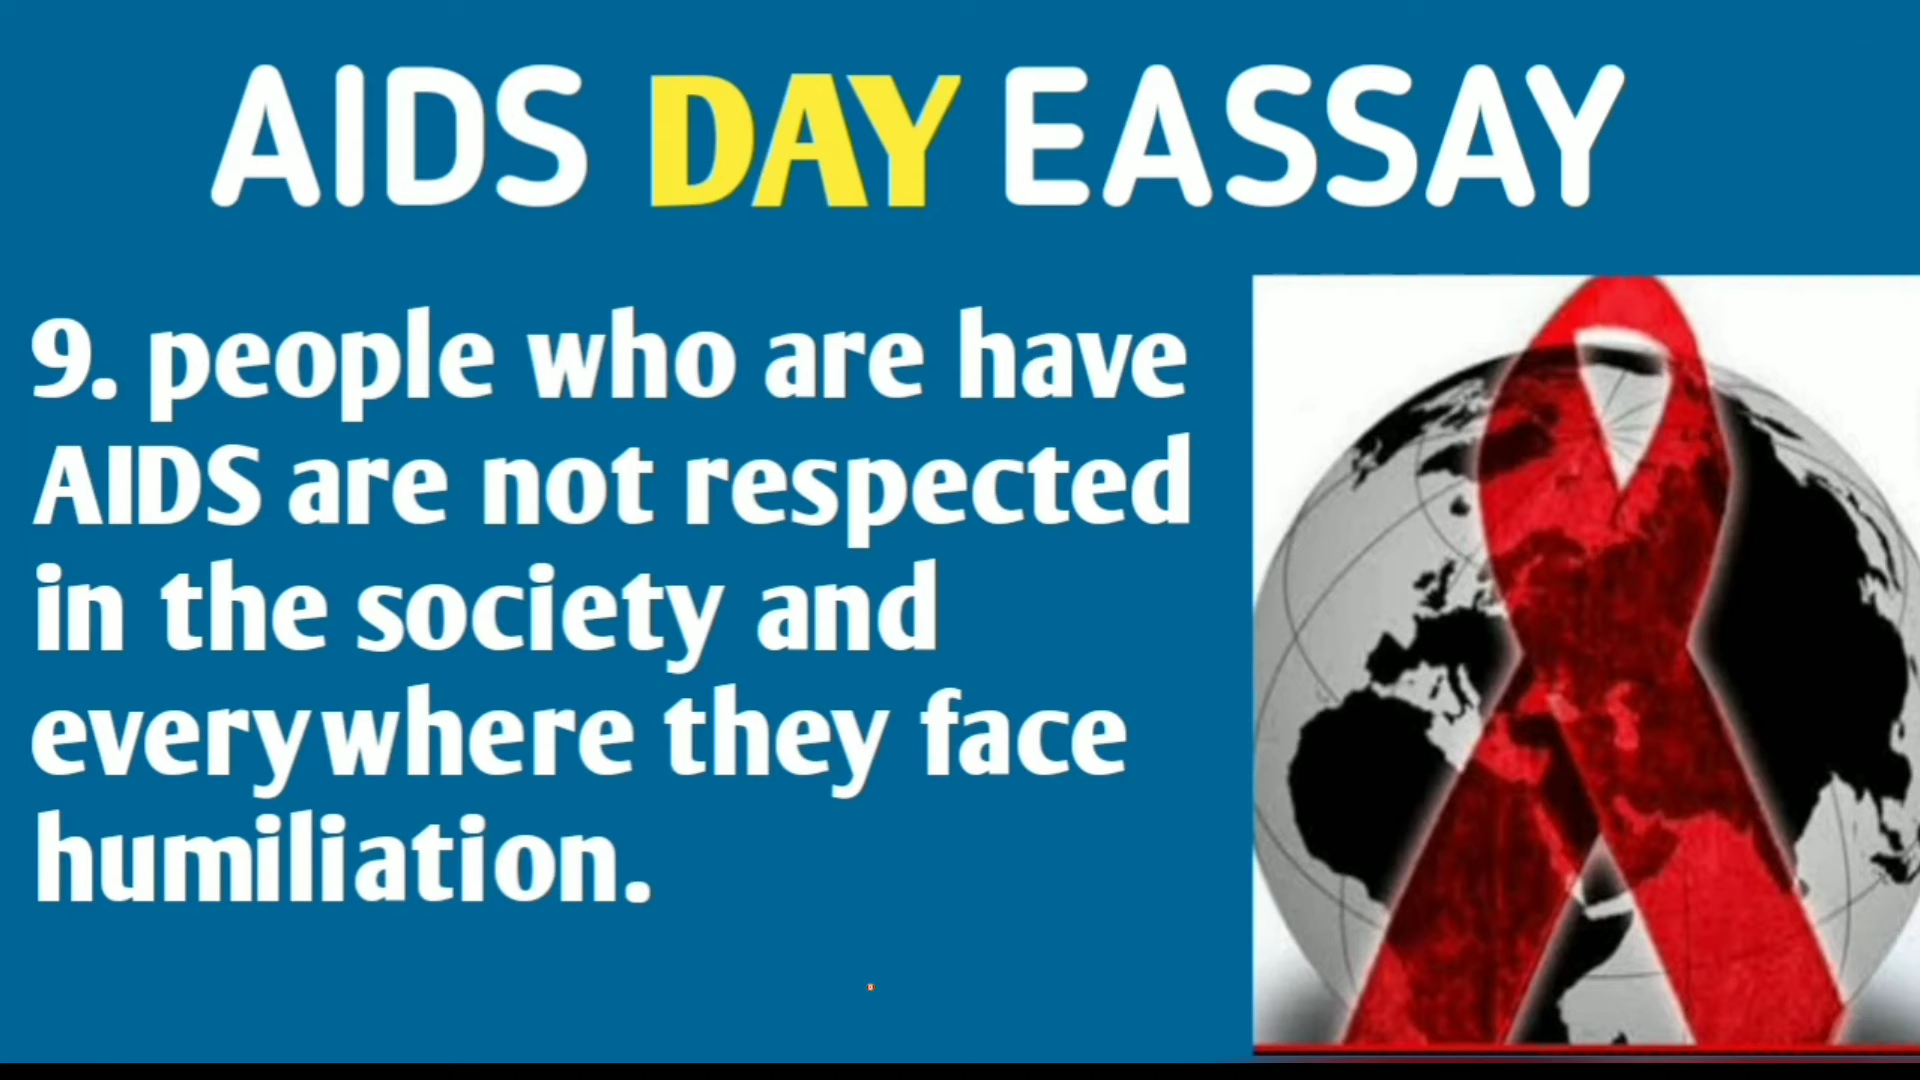 AIDS DAY EASSAY
9. people who are have
AIDS are not respected
in the society and
everywhere they face
humiliation.